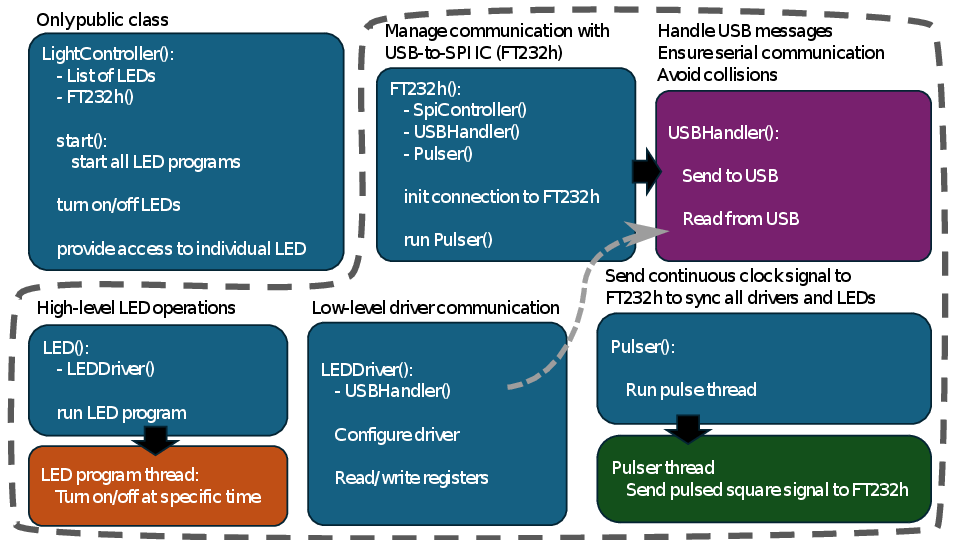 Only public class
LightController():
- List of LEDs
- FT232h()
start():
start all LED programs
turn on/off LEDs
provide access to individual LED
Manage communication with
USB-to-SPI IC (FT232h)
FT232h():
- SpiController()
- USBHandler()
- Pulser()
init connection to FT232h
run Pulser()
Handle USB messages
Ensure serial communication
Avoid collisions
USBHandler():
Send to USB
Read from USB
High-level LED operations
LED():
- LEDDriver()
run LED program
LED program thread:
Turn on/off at specific time
Low-level driver communication
LEDDriver():
- USBHandler()
Configure driver
Read/write registers
Send continuous clock signal to
FT232h to sync all drivers and LEDs
Pulser():
Run pulse thread
Pulser thread
Send pulsed square signal to FT232h